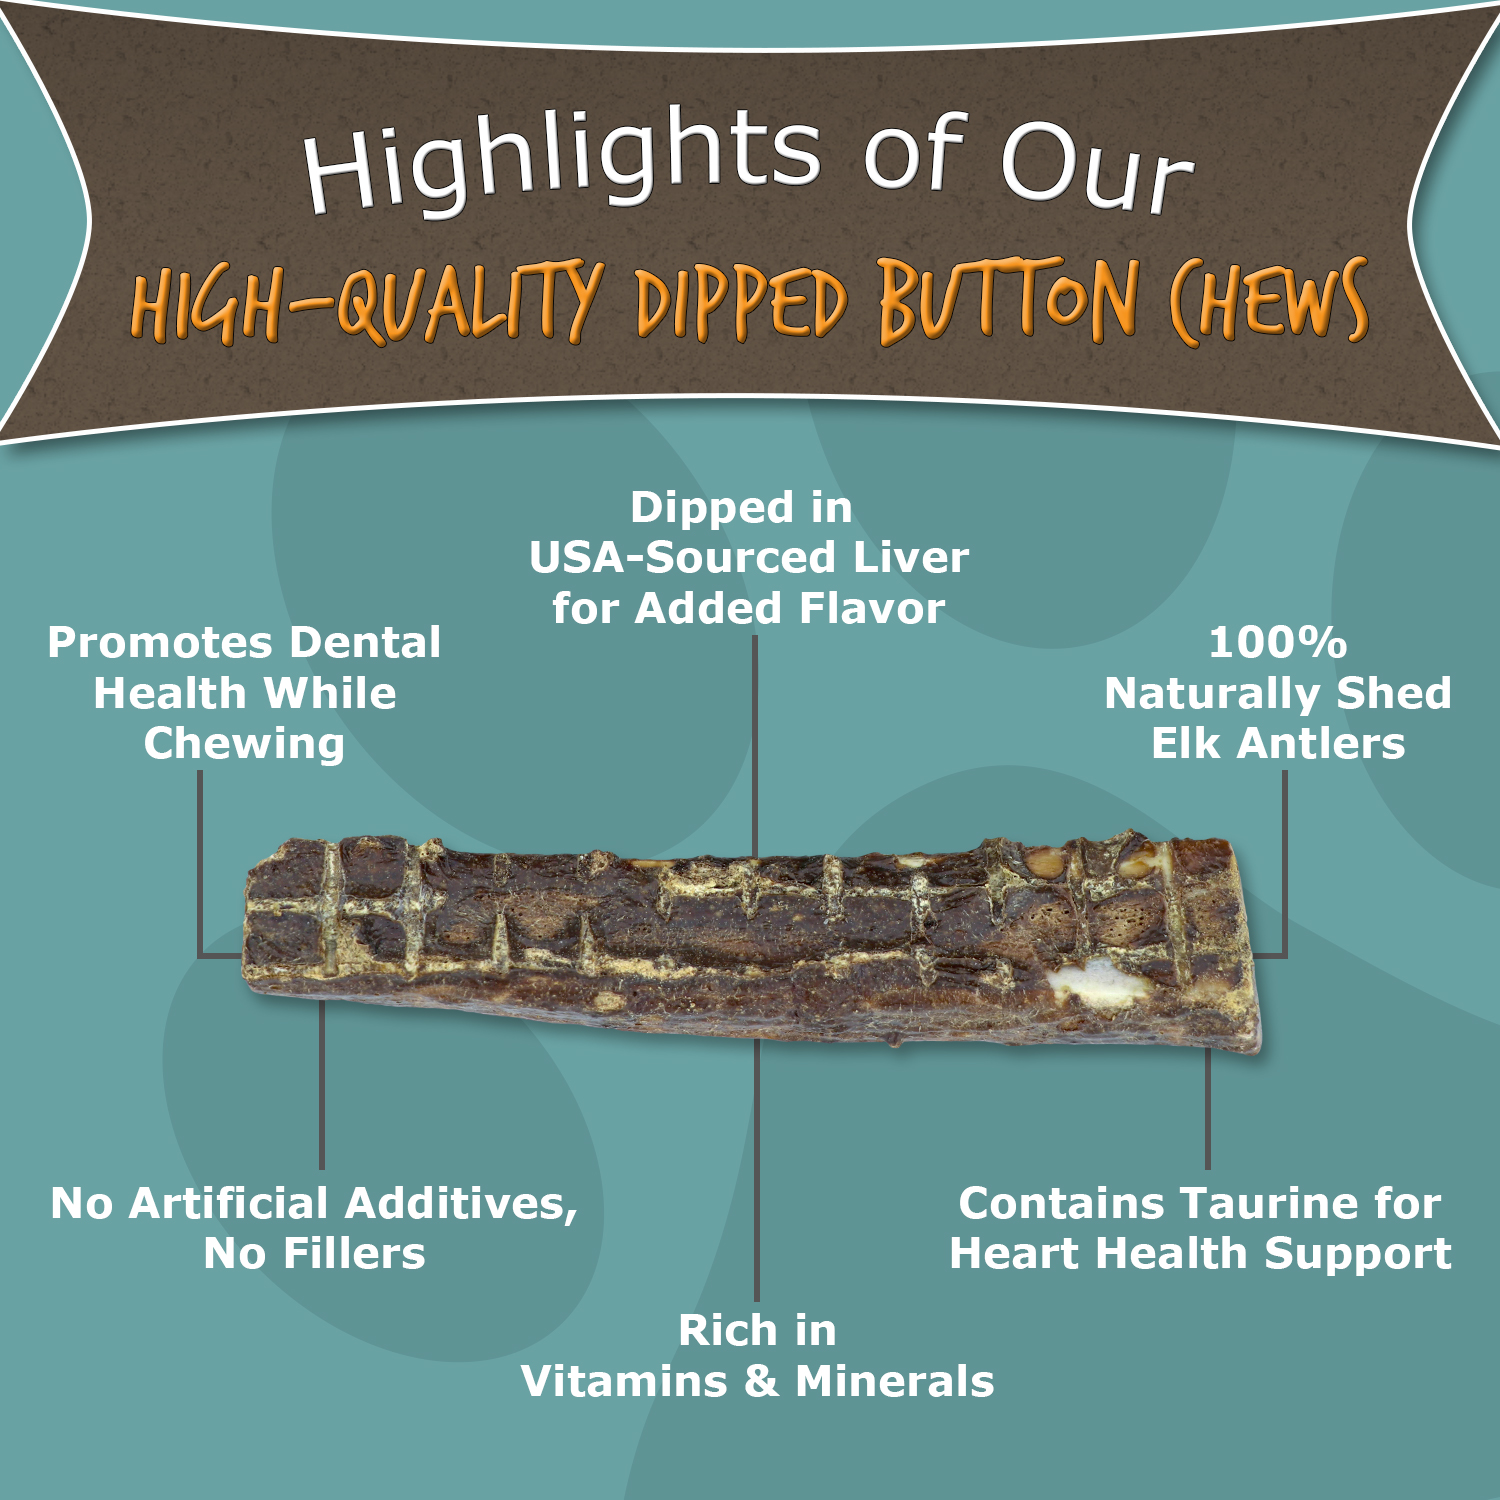 Highlights of Our
HIGH-QUALITY DIPPED BUTTON CHEWS
Dipped in
USA-Sourced Liver
for Added Flavor
Promotes Dental
Health While
Chewing
100%
Naturally Shed
Elk Antlers
No Artificial Additives,
No Fillers
Contains Taurine for
Heart Health Support
Rich in
Vitamins & Minerals